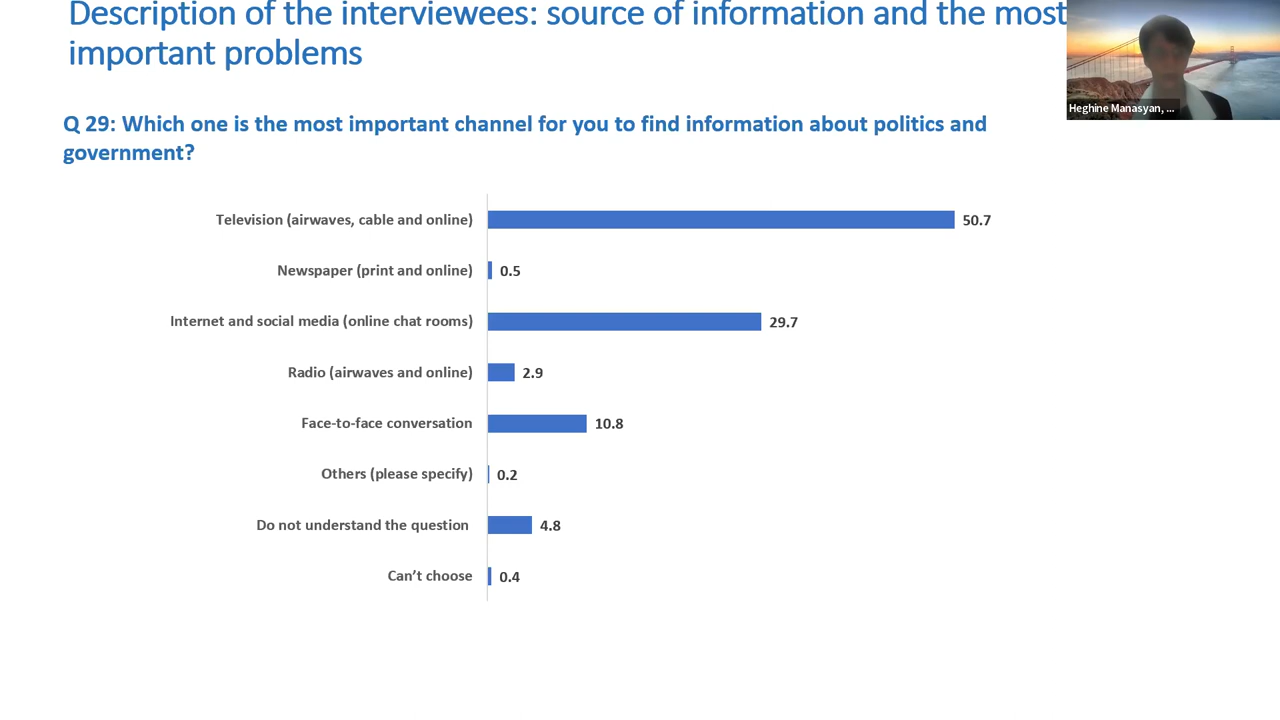 Description of the interviewees: source of information and the most
important problems
Heghine Manasyan, ...
Q 29: Which one is the most important channel for you to find information about politics and
government?
Television (airwaves, cable and online) 50.7
Newspaper (print and online) 0.5
Internet and social media (online chat rooms) 29.7
Radio (airwaves and online) 2.9
Face-to-face conversation 10.8
Others (please specify) 0.2
Do not understand the question 4.8
Can’t choose 0.4